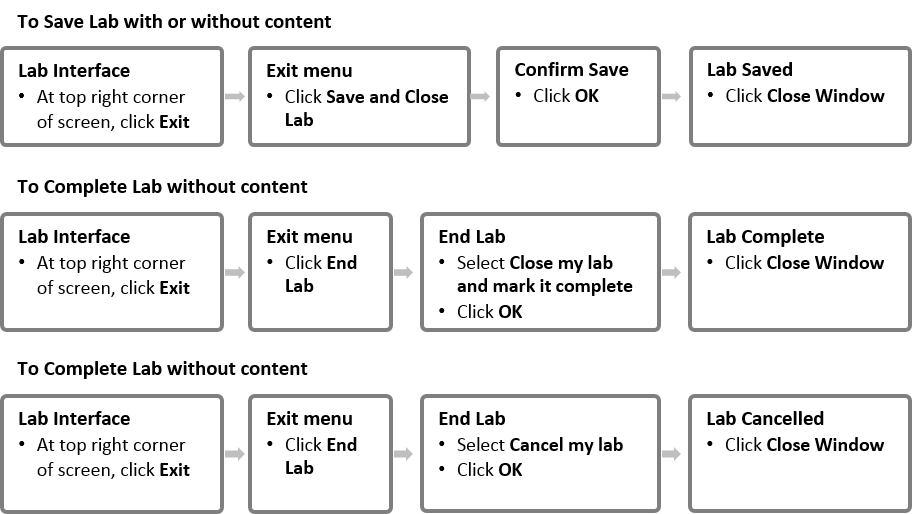 To Save Lab with or without content
Lab Interface
• At top right corner
of screen, click Exit
Exit menu
• Click Save and Close
Lab
Confirm Save
• Click OK
Lab Saved
• Click Close Window
To Complete Lab without content
Lab Interface
• At top right corner
of screen, click Exit
Exit menu
• Click End
Lab
End Lab
• Select Close my lab
and mark it complete
• Click OK
Lab Complete
• Click Close Window
To Complete Lab without content
Lab Interface
• At top right corner
of screen, click Exit
Exit menu
• Click End
Lab
End Lab
• Select Cancel my lab
• Click OK
Lab Cancelled
• Click Close Window